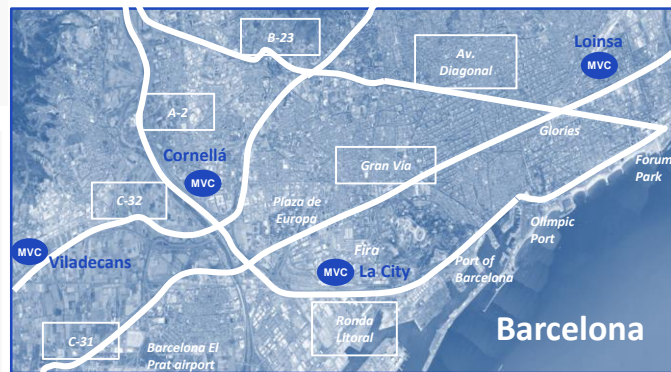 B-23
Av.
Diagonal
Loinsa
MVC
A-2
Glories
Cornellá
MVC
Gran Vía
Forum
Park
C-32
Plaza de
Europa
Olimpic
Port
MVC
Viladecans
Fira
MVC
La City
Port of
Barcelona
Ronda
Litoral
Barcelona
C-31
Barcelona El
Prat airport